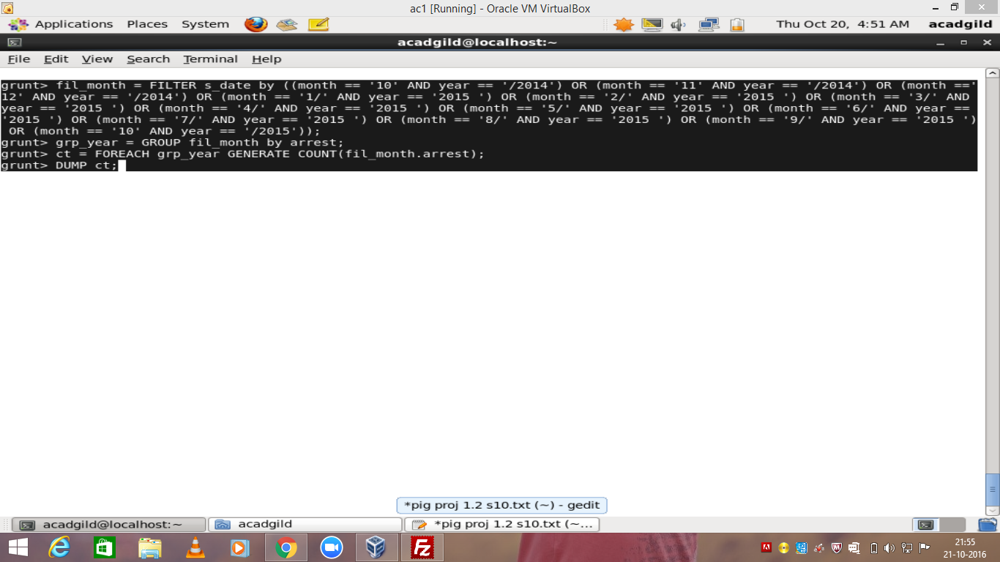 ac1 [Running] - Oracle VM VirtualBox
Applications Places System Thu Oct 20, 4:51 AM acadgild
acadgild@localhost:~
File Edit View Search Terminal Help
grunt> fil_month = FILTER s_date by ((month == '10' AND year == '/2014') OR (month == '11' AND year == '/2014') OR (month =='
12' AND year == '/2014') OR (month == '1/' AND year == '2015 ') OR (month == '2/' AND year == '2015 ') OR (month == '3/' AND
year == '2015 ') OR (month == '4/' AND year == '2015 ') OR (month == '5/' AND year == '2015 ') OR (month == '6/' AND year ==
'2015 ') OR (month == '7/' AND year == '2015 ') OR (month == '8/' AND year == '2015 ') OR (month == '9/' AND year == '2015 ')
 OR (month == '10' AND year == '/2015'));
grunt> grp_year = GROUP fil_month by arrest;
grunt> ct = FOREACH grp_year GENERATE COUNT(fil_month.arrest);
grunt> DUMP ct;
*pig proj 1.2 s10.txt (~) - gedit
acadgild@localhost:~ acadgild *pig proj 1.2 s10.txt (~...
21:55
21-10-2016